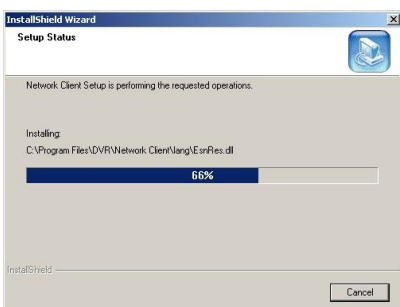 InstallShield Wizard
Setup Status
Network Client Setup is performing the requested operations.
Installing:
C:\Program Files\DVR\Network Client\lang\EsnRes.dll
66%
InstallShield
Cancel